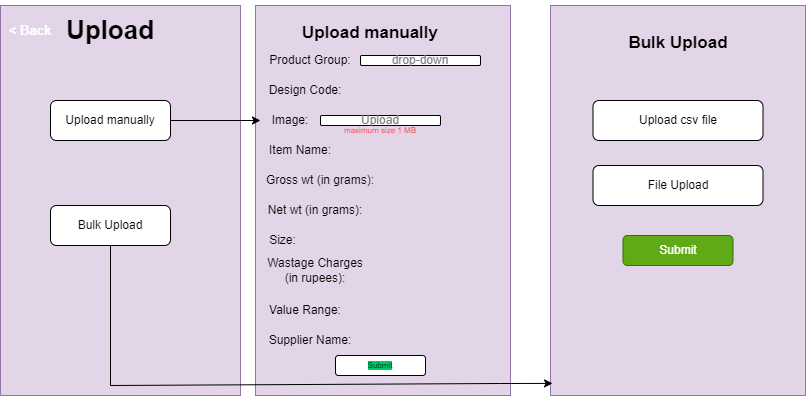 < Back Upload
Upload manually
Bulk Upload
Upload manually
Product Group: drop-down
Design Code:
Image: Upload
maximum size 1 MB
Item Name:
Gross wt (in grams):
Net wt (in grams):
Size:
Wastage Charges
(in rupees):
Value Range:
Supplier Name:
Submit
Bulk Upload
Upload csv file
File Upload
Submit